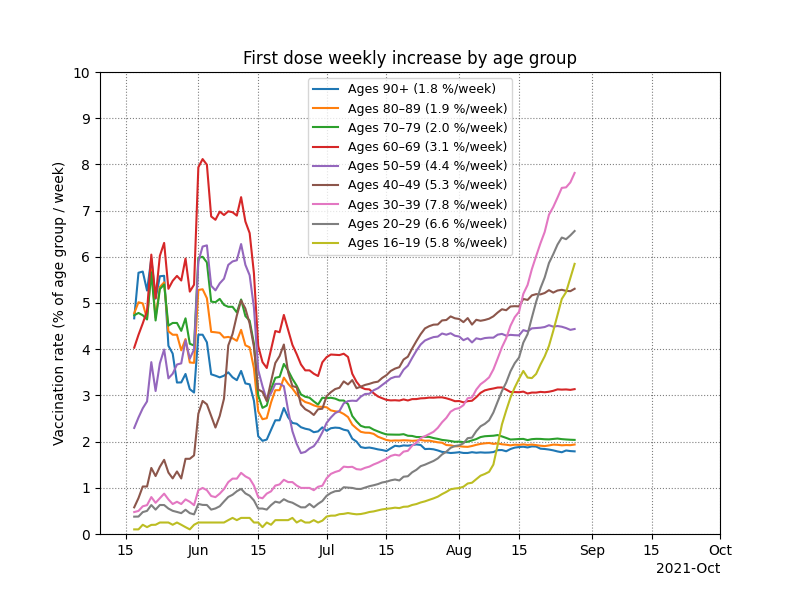 First dose weekly increase by age group
Vaccination rate (% of age group / week)
10
9
8
7
6
5
4
3
2
1
0
Ages 90+ (1.8 %/week)
Ages 80–89 (1.9 %/week)
Ages 70–79 (2.0 %/week)
Ages 60–69 (3.1 %/week)
Ages 50–59 (4.4 %/week)
Ages 40–49 (5.3 %/week)
Ages 30–39 (7.8 %/week)
Ages 20–29 (6.6 %/week)
Ages 16–19 (5.8 %/week)
15 Jun 15 Jul 15 Aug 15 Sep 15 Oct
2021-Oct